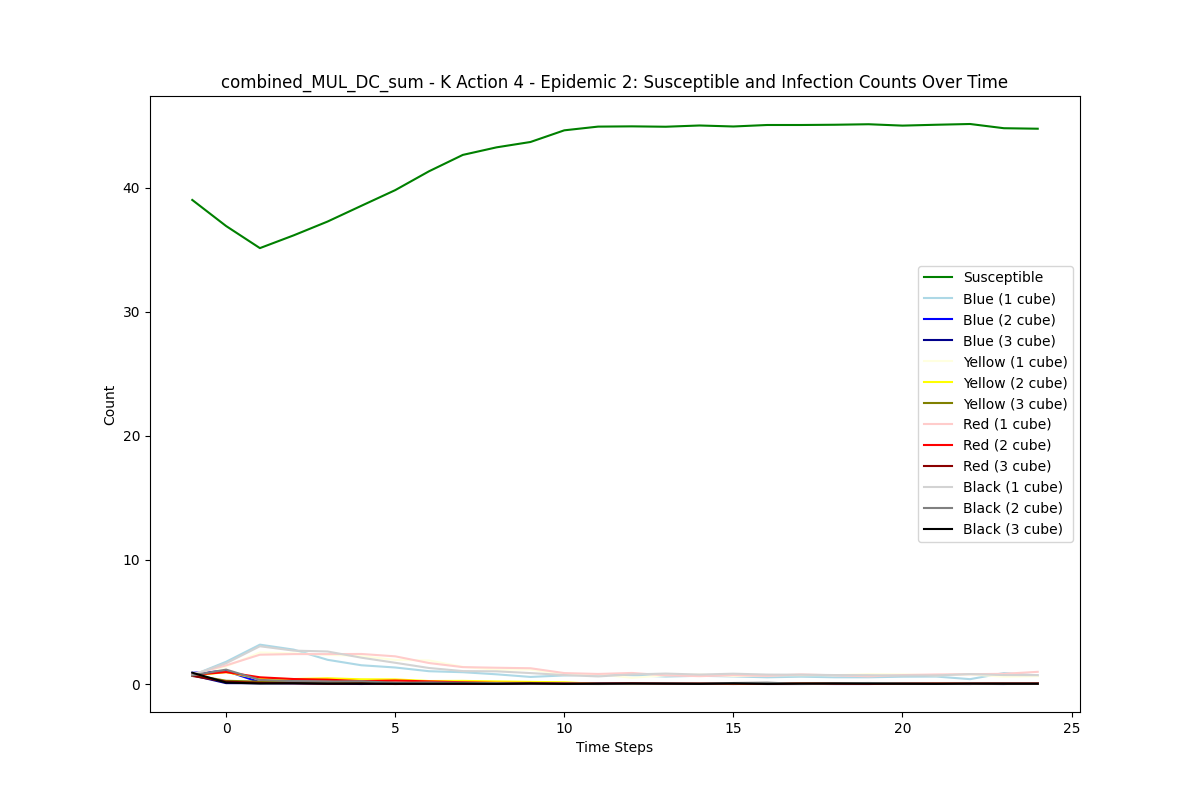 combined_MUL_DC_sum - K Action 4 - Epidemic 2: Susceptible and Infection Counts Over Time
Count
40
30
20
10
0
Susceptible
Blue (1 cube)
Blue (2 cube)
Blue (3 cube)
Yellow (1 cube)
Yellow (2 cube)
Yellow (3 cube)
Red (1 cube)
Red (2 cube)
Red (3 cube)
Black (1 cube)
Black (2 cube)
Black (3 cube)
0 5 10 15 20 25
Time Steps